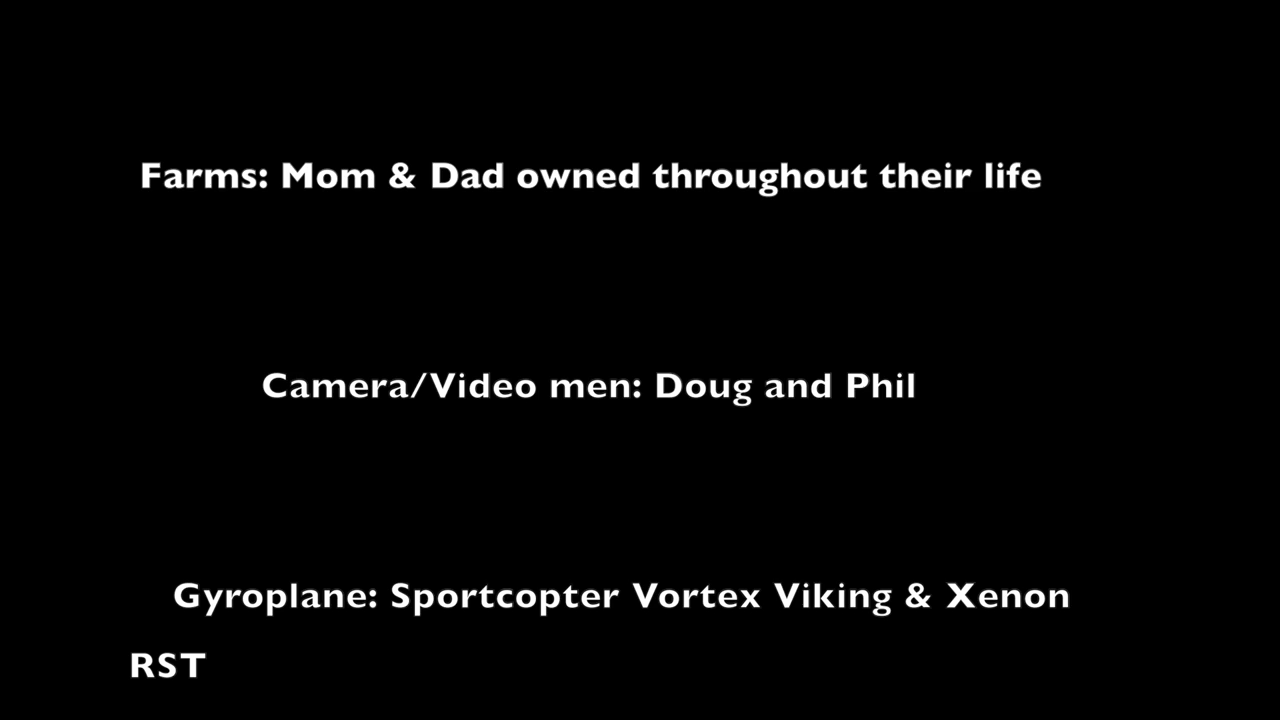 Farms: Mom & Dad owned throughout their life
Camera/Video men: Doug and Phil
Gyroplane: Sportcopter Vortex Viking & Xenon
RST